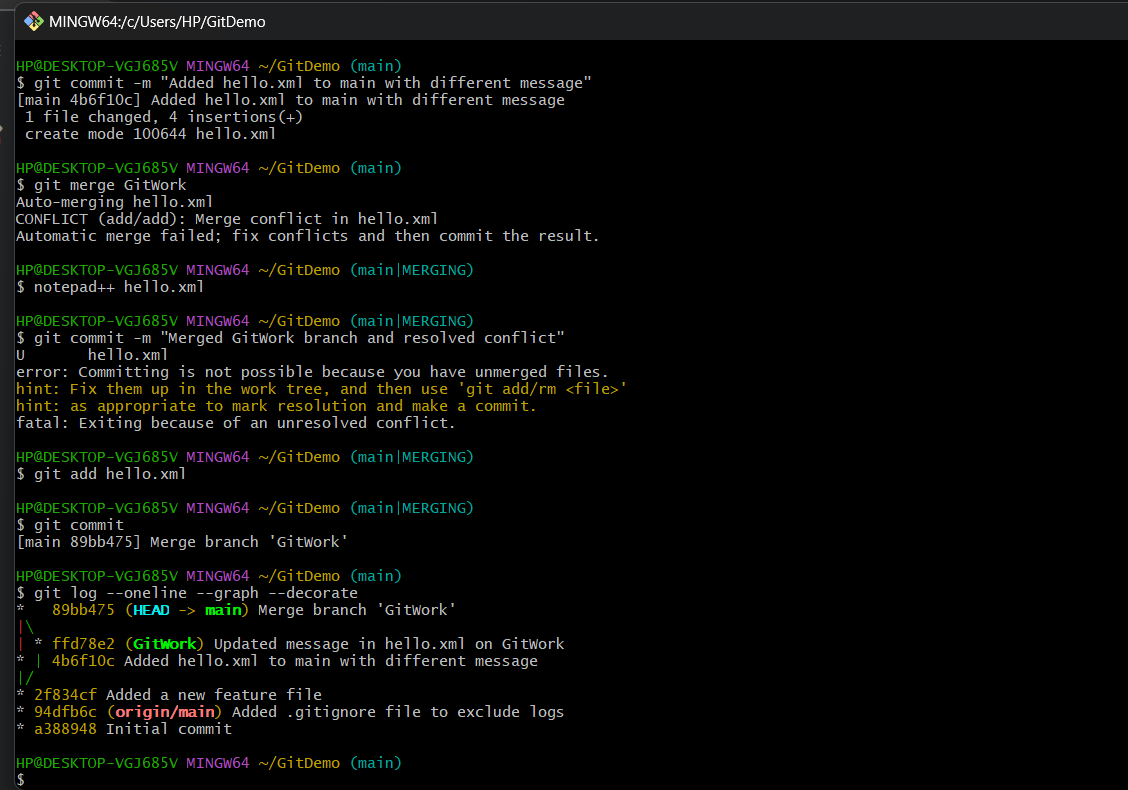 MINGW64:/c/Users/HP/GitDemo
HP@DESKTOP-VGJ685V MINGW64 ~/GitDemo (main)
$ git commit -m "Added hello.xml to main with different message"
[main 4b6f10c] Added hello.xml to main with different message
 1 file changed, 4 insertions(+)
 create mode 100644 hello.xml
HP@DESKTOP-VGJ685V MINGW64 ~/GitDemo (main)
$ git merge GitWork
Auto-merging hello.xml
CONFLICT (add/add): Merge conflict in hello.xml
Automatic merge failed; fix conflicts and then commit the result.
HP@DESKTOP-VGJ685V MINGW64 ~/GitDemo (main|MERGING)
$ notepad++ hello.xml
HP@DESKTOP-VGJ685V MINGW64 ~/GitDemo (main|MERGING)
$ git commit -m "Merged GitWork branch and resolved conflict"
U       hello.xml
error: Committing is not possible because you have unmerged files.
hint: Fix them up in the work tree, and then use 'git add/rm <file>'
hint: as appropriate to mark resolution and make a commit.
fatal: Exiting because of an unresolved conflict.
HP@DESKTOP-VGJ685V MINGW64 ~/GitDemo (main|MERGING)
$ git add hello.xml
HP@DESKTOP-VGJ685V MINGW64 ~/GitDemo (main|MERGING)
$ git commit
[main 89bb475] Merge branch 'GitWork'
HP@DESKTOP-VGJ685V MINGW64 ~/GitDemo (main)
$ git log --oneline --graph --decorate
*   89bb475 (HEAD -> main) Merge branch 'GitWork'
|\
| * ffd78e2 (GitWork) Updated message in hello.xml on GitWork
* | 4b6f10c Added hello.xml to main with different message
|/
* 2f834cf Added a new feature file
* 94dfb6c (origin/main) Added .gitignore file to exclude logs
* a388948 Initial commit
HP@DESKTOP-VGJ685V MINGW64 ~/GitDemo (main)
$